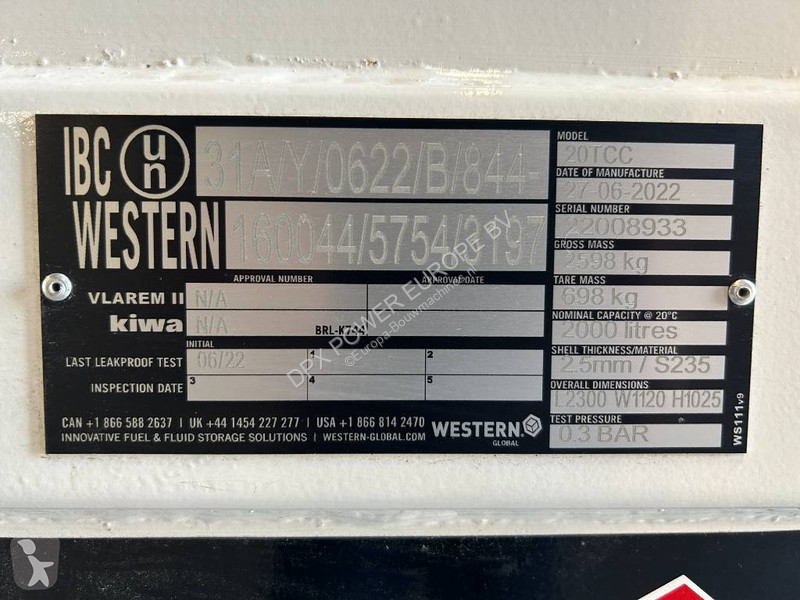 IBC un 31A/Y/0622/B/844-
WESTERN 160044/5754/3197
APPROVAL NUMBER APPROVAL DATE
VLAREM II N/A
kiwa N/A BRL-K744
INITIAL 1 2
LAST LEAKPROOF TEST 06/22
INSPECTION DATE 3 4 5
CAN +1 866 588 2637 | UK +44 1454 227 277 | USA +1 866 814 2470
INNOVATIVE FUEL & FLUID STORAGE SOLUTIONS | WESTERN-GLOBAL.COM
WESTERN.
GLOBAL
MODEL
20TCC
DATE OF MANUFACTURE
27-06-2022
SERIAL NUMBER
22008933
GROSS MASS
2598 kg
TARE MASS
698 kg
NOMINAL CAPACITY @ 20°C
2000 litres
SHELL THICKNESS/MATERIAL
2.5mm / S235
OVERALL DIMENSIONS
L2300 W1120 H1025
TEST PRESSURE
0.3 BAR
WS111v9
DPX POWER EUROPE BV
©Europa-Bouwmachines.nl